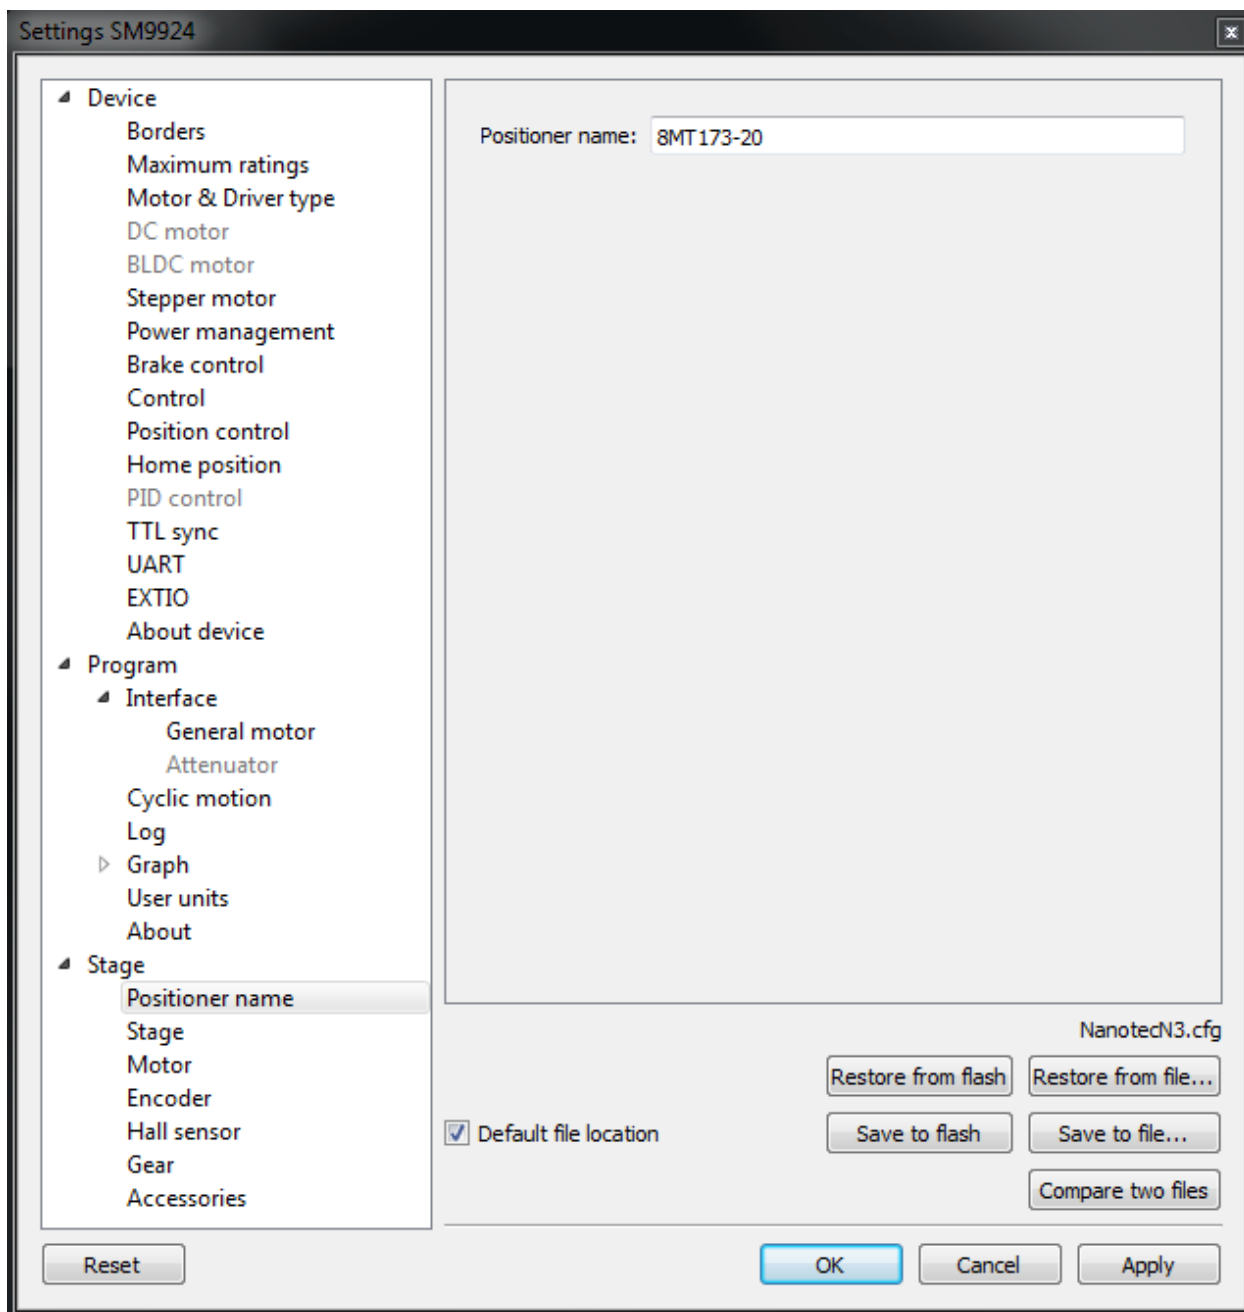 Settings SM9924
Device
Borders
Maximum ratings
Motor & Driver type
DC motor
BLDC motor
Stepper motor
Power management
Brake control
Control
Position control
Home position
PID control
TTL sync
UART
EXTIO
About device
Program
Interface
General motor
Attenuator
Cyclic motion
Log
Graph
User units
About
Stage
Positioner name
Stage
Motor
Encoder
Hall sensor
Gear
Accessories
Positioner name: 8MT173-20
NanotecN3.cfg
Restore from flash Restore from file...
Default file location Save to flash Save to file...
Compare two files
Reset OK Cancel Apply